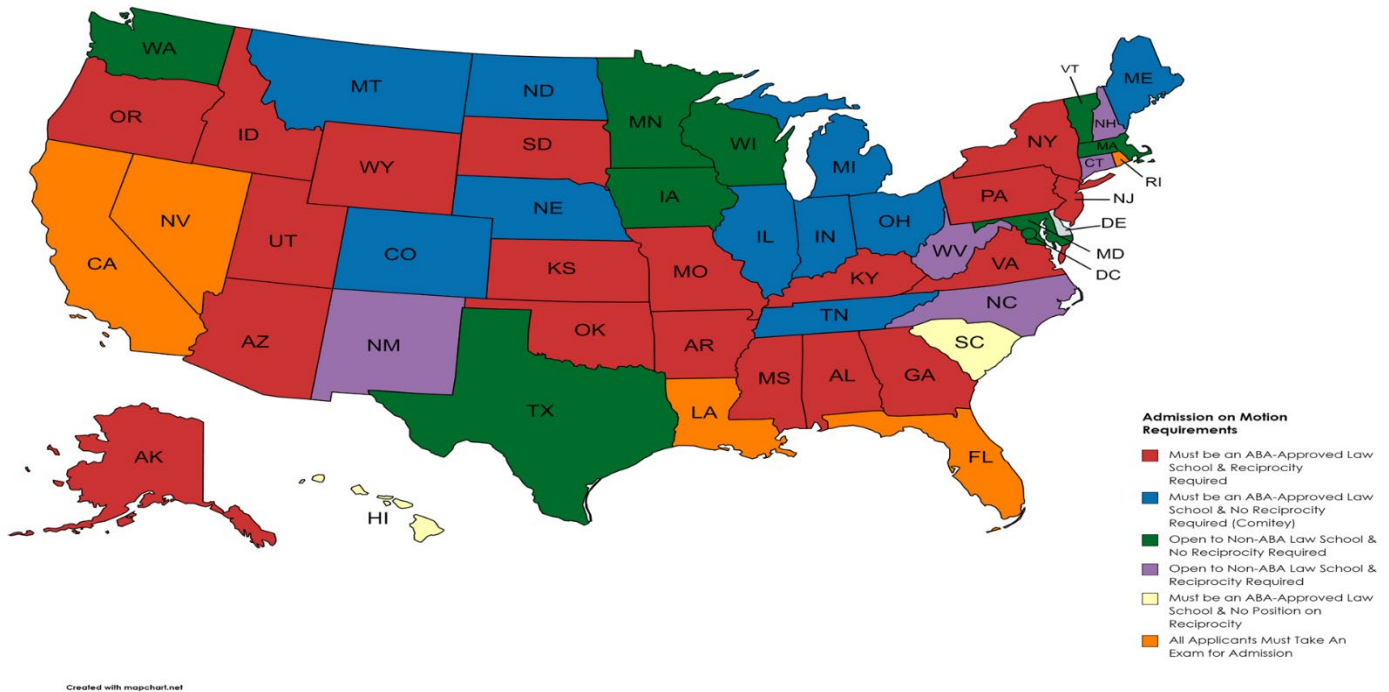 WA
MT
ND
MN
VT
ME
OR
ID
SD
WI
NH
NY
MA
WY
MI
CT
RI
NE
IA
PA
NJ
NV
UT
CO
IL
IN
OH
DE
CA
KS
MO
WV
VA
MD
KY
DC
AZ
NM
OK
AR
TN
NC
SC
MS
AL
GA
TX
LA
AK
HI
FL
Admission on Motion
Requirements
Must be an ABA-Approved Law
School & Reciprocity
Required
Must be an ABA-Approved Law
School & No Reciprocity
Required (Comitey)
Open to Non-ABA Law School &
No Reciprocity Required
Open to Non-ABA Law School &
Reciprocity Required
Must be an ABA-Approved Law
School & No Position on
Reciprocity
All Applicants Must Take An
Exam for Admission
Created with mapchart.net